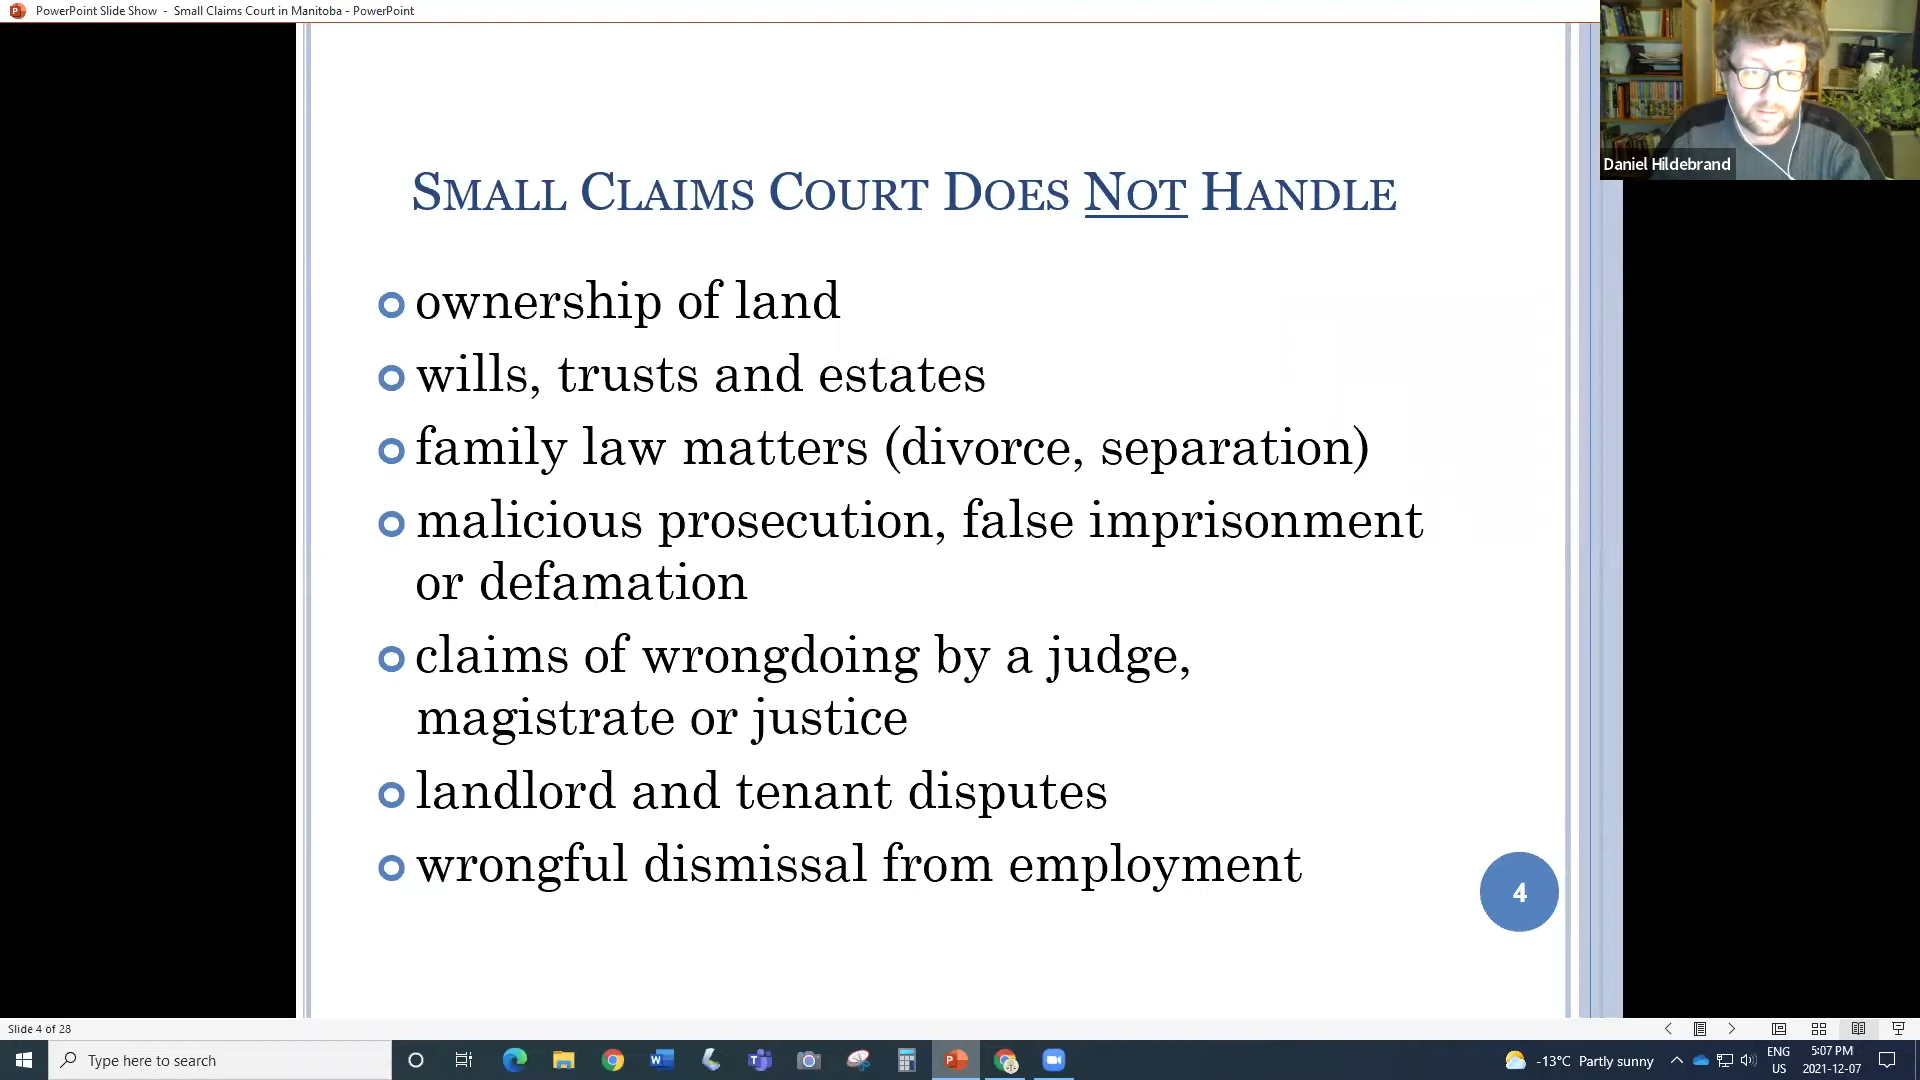 PowerPoint Slide Show - Small Claims Court in Manitoba - PowerPoint
Daniel Hildebrand
Small Claims Court Does Not Handle
ownership of land
wills, trusts and estates
family law matters (divorce, separation)
malicious prosecution, false imprisonment
or defamation
claims of wrongdoing by a judge,
magistrate or justice
landlord and tenant disputes
wrongful dismissal from employment
4
Slide 4 of 28
Type here to search
-13°C Partly sunny
ENG
US
5:07 PM
2021-12-07